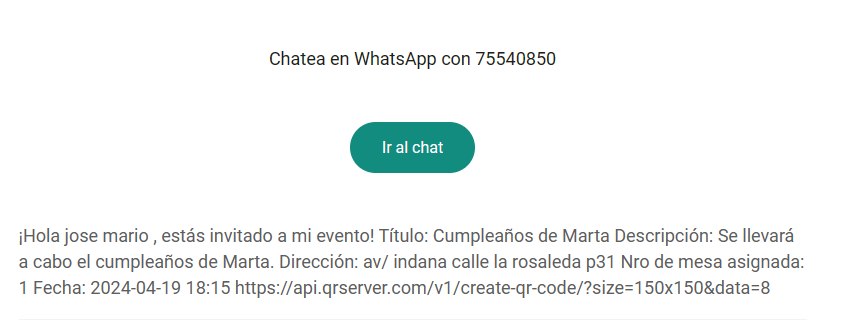 Chatea en WhatsApp con 75540850
Ir al chat
¡Hola jose mario , estás invitado a mi evento! Título: Cumpleaños de Marta Descripción: Se llevará
a cabo el cumpleaños de Marta. Dirección: av/ indana calle la rosaleda p31 Nro de mesa asignada:
1 Fecha: 2024-04-19 18:15 https://api.qrserver.com/v1/create-qr-code/?size=150x150&data=8